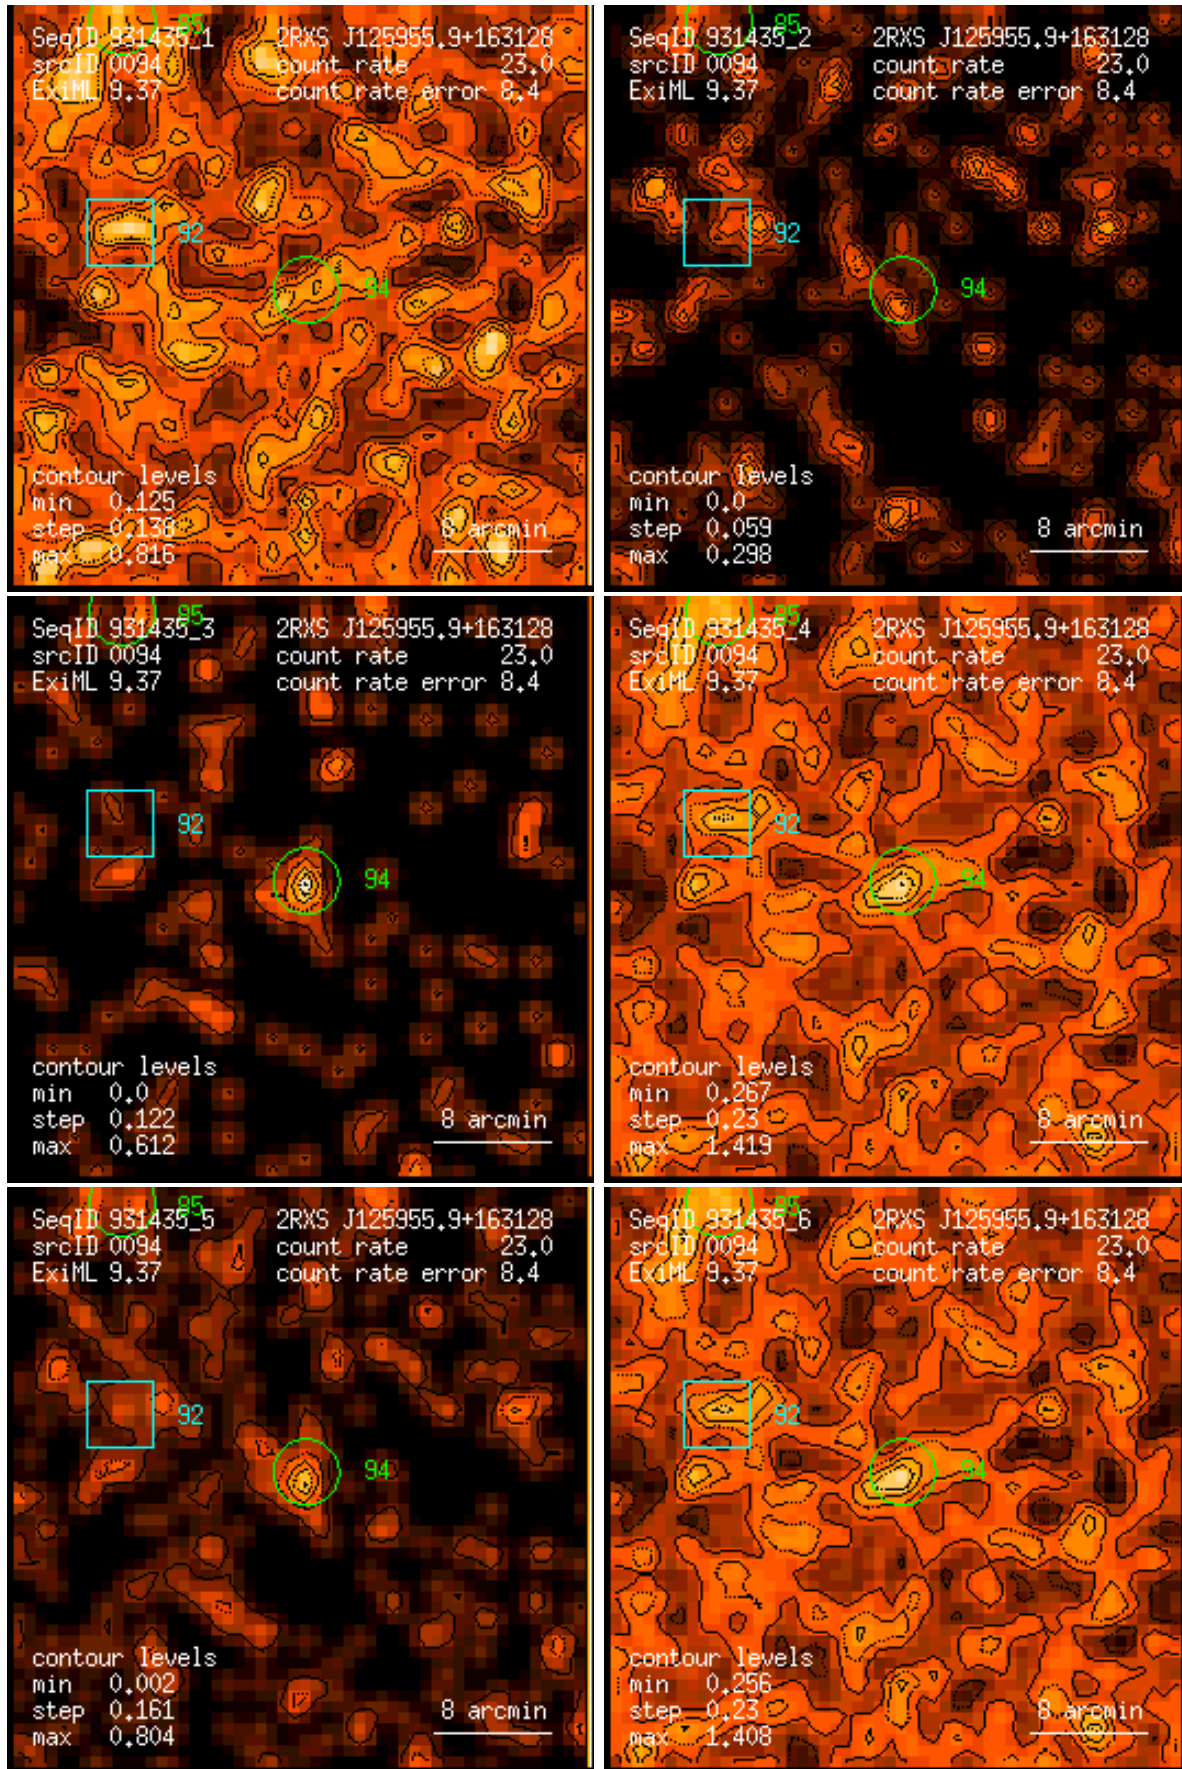 85
SeqID 931435_1 2RXS J125955.9+163128
srcID 0094 count rate 23.0
ExiML 9.37 count rate error 8.4
92
94
contour levels
min 0.125
step 0.138 8 arcmin
max 0.816
85
SeqID 931435_2 2RXS J125955.9+163128
srcID 0094 count rate 23.0
ExiML 9.37 count rate error 8.4
92
94
contour levels
min 0.0
step 0.059 8 arcmin
max 0.298
85
SeqID 931435_3 2RXS J125955.9+163128
srcID 0094 count rate 23.0
ExiML 9.37 count rate error 8.4
92
94
contour levels
min 0.0
step 0.122 8 arcmin
max 0.612
85
SeqID 931435_4 2RXS J125955.9+163128
srcID 0094 count rate 23.0
ExiML 9.37 count rate error 8.4
92
94
contour levels
min 0.267
step 0.23 8 arcmin
max 1.419
85
SeqID 931435_5 2RXS J125955.9+163128
srcID 0094 count rate 23.0
ExiML 9.37 count rate error 8.4
92
94
contour levels
min 0.002
step 0.161 8 arcmin
max 0.804
85
SeqID 931435_6 2RXS J125955.9+163128
srcID 0094 count rate 23.0
ExiML 9.37 count rate error 8.4
92
94
contour levels
min 0.256
step 0.23 8 arcmin
max 1.408